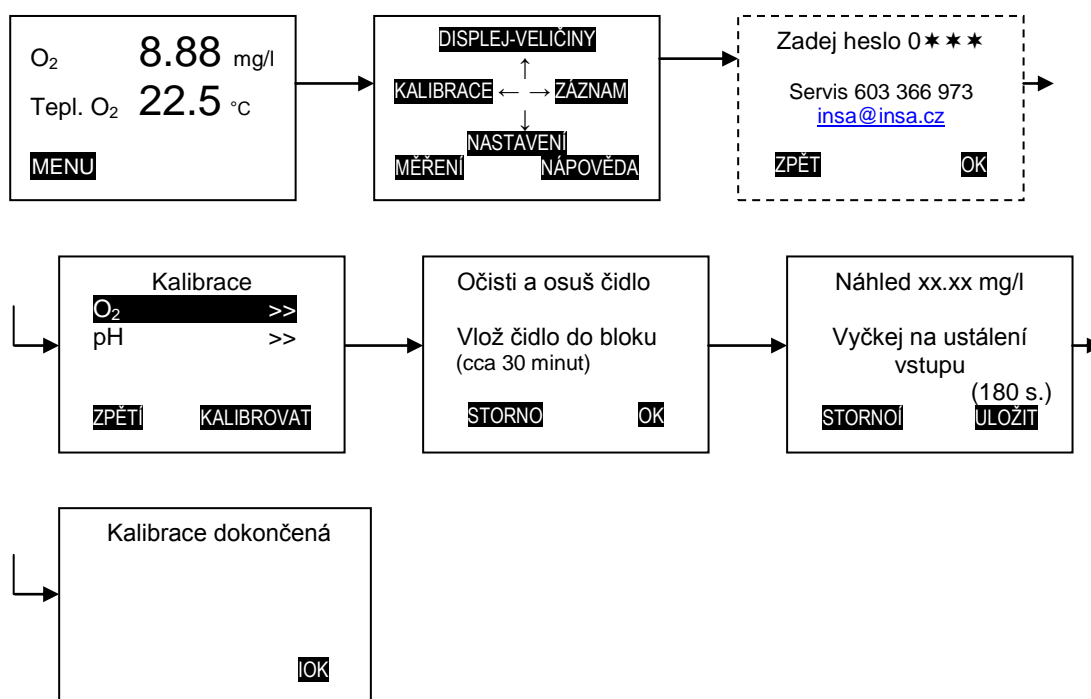 O₂ 8.88 mg/l
Tepl. O₂ 22.5 °C
MENU
DISPLEJ-VELIČINY
↑
KALIBRACE ← → ZÁZNAM
↓
NASTAVENÍ
MĚŘENÍ NÁPOVĚDA
Zadej heslo 0✶✶✶
Servis 603 366 973
insa@insa.cz
ZPĚT OK
Kalibrace
O₂ >>
pH >>
ZPĚTÍ KALIBROVAT
Očisti a osuš čidlo
Vlož čidlo do bloku
(cca 30 minut)
STORNO OK
Náhled xx.xx mg/l
Vyčkej na ustálení
vstupu
(180 s.)
STORNOÍ ULOŽIT
Kalibrace dokončená
IOK